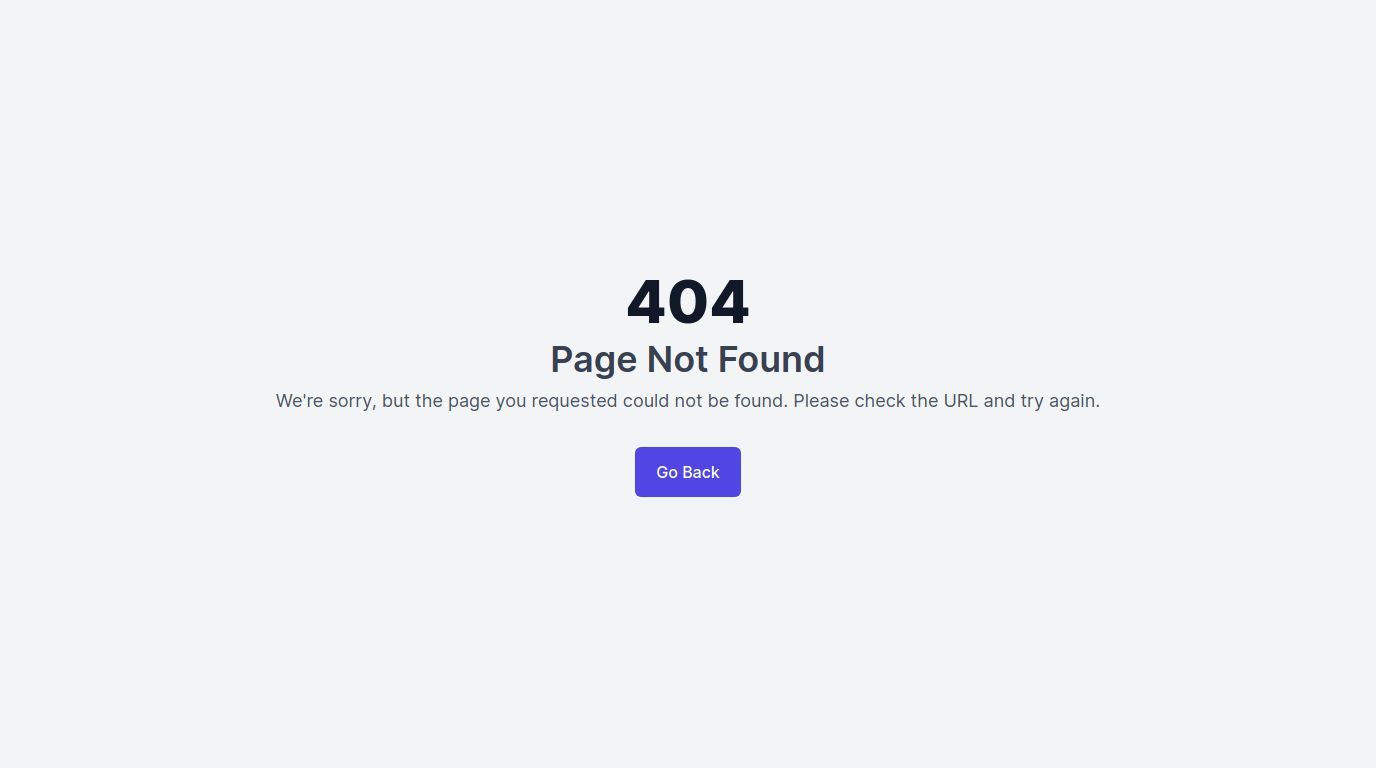 404
Page Not Found
We're sorry, but the page you requested could not be found. Please check the URL and try again.
Go Back